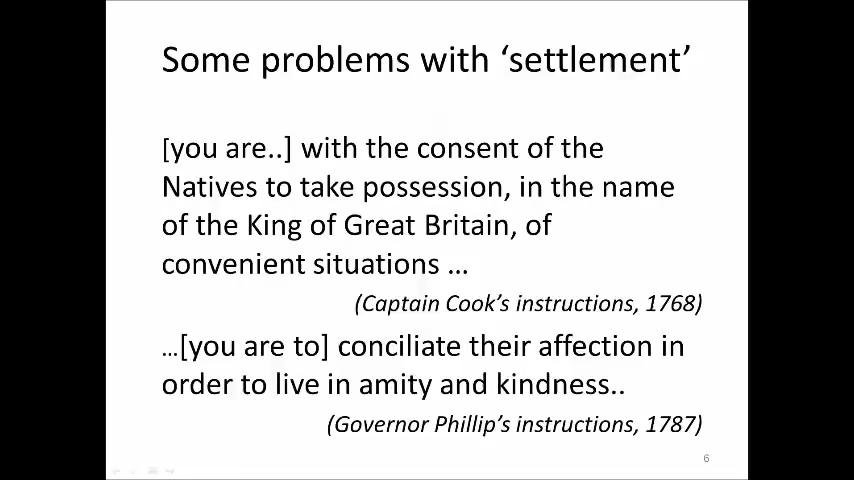 Some problems with ‘settlement’
[you are..] with the consent of the
Natives to take possession, in the name
of the King of Great Britain, of
convenient situations …
(Captain Cook’s instructions, 1768)
…[you are to] conciliate their affection in
order to live in amity and kindness..
(Governor Phillip’s instructions, 1787)
6